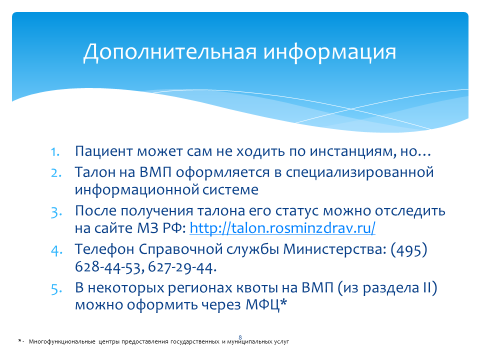 Дополнительная информация
1. Пациент может сам не ходить по инстанциям, но…
2. Талон на ВМП оформляется в специализированной
информационной системе
3. После получения талона его статус можно отследить
на сайте МЗ РФ: http://talon.rosminzdrav.ru/
4. Телефон Справочной службы Министерства: (495)
628-44-53, 627-29-44.
5. В некоторых регионах квоты на ВМП (из раздела II)
можно оформить через МФЦ*
8
* - Многофункциональные центры предоставления государственных и муниципальных услуг